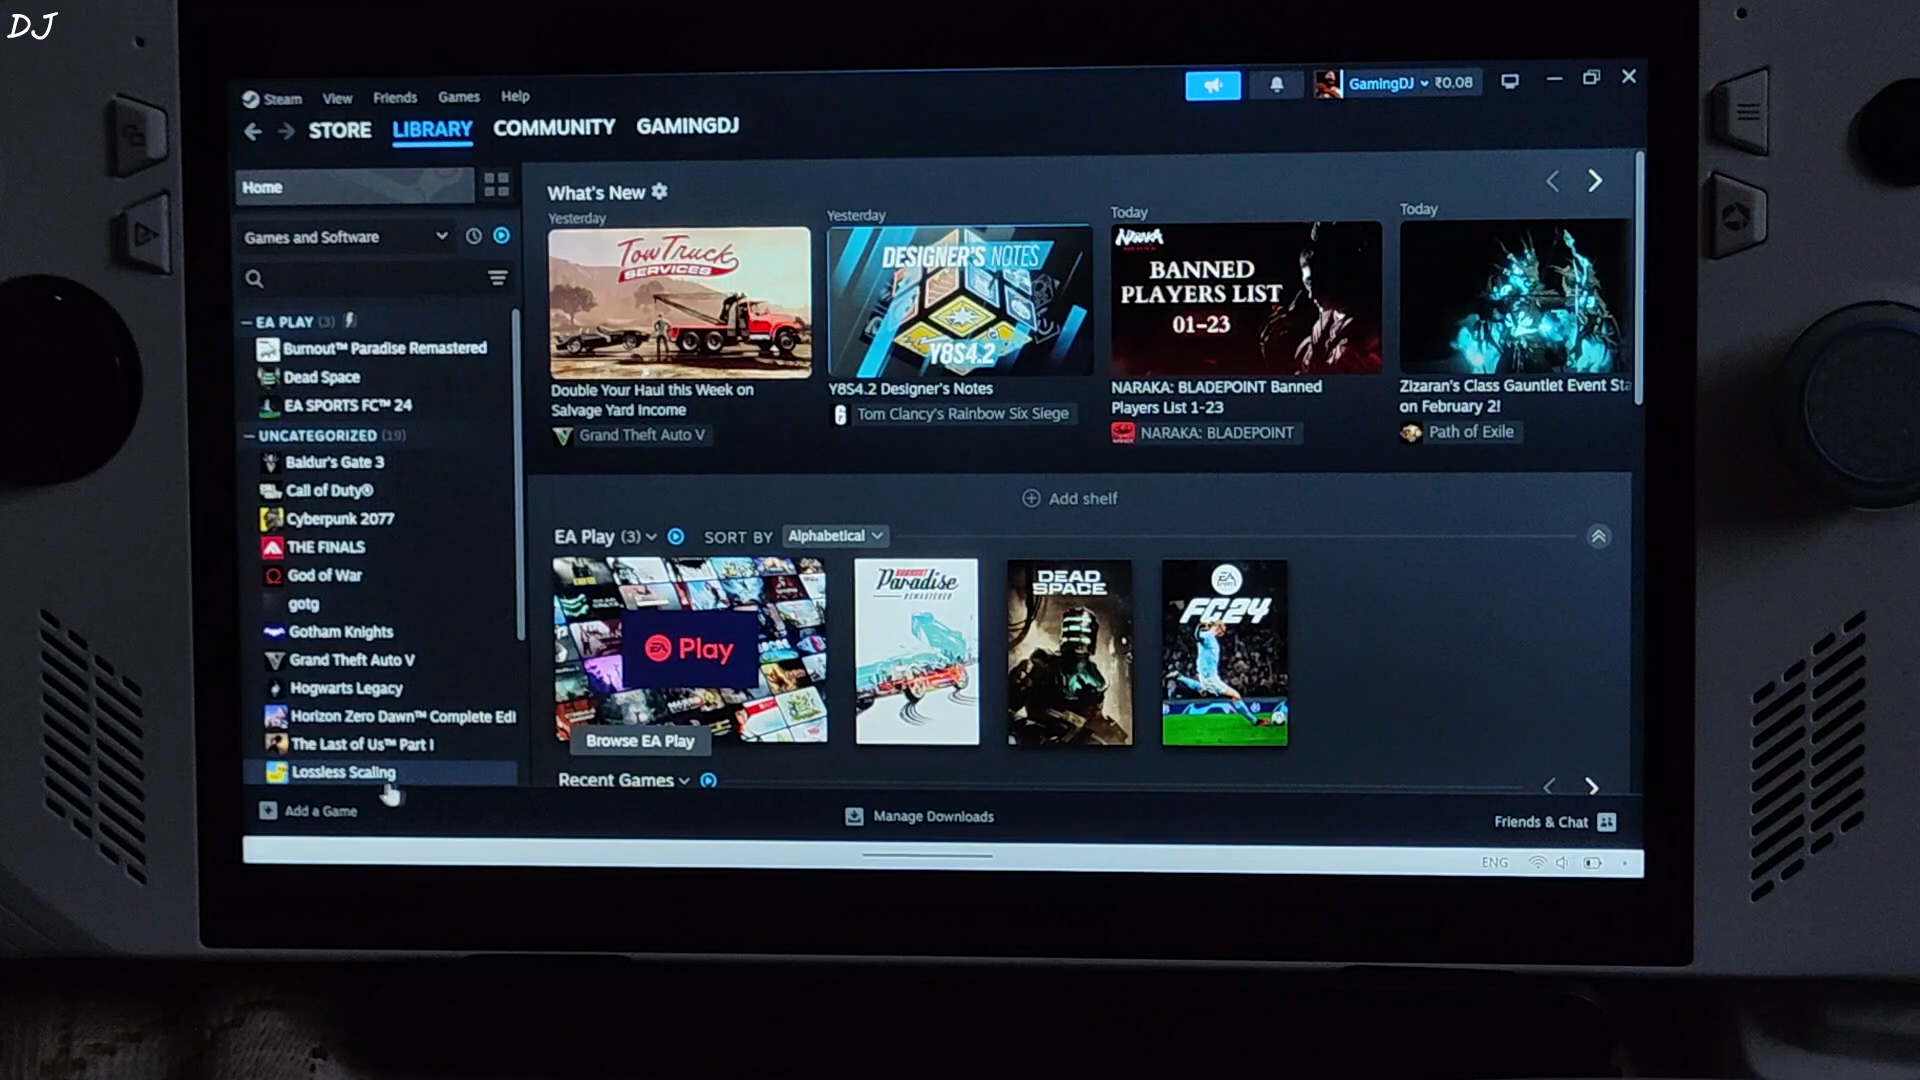 DJ
Steam View Friends Games Help
GamingDJ ₹0.08
STORE LIBRARY COMMUNITY GAMINGDJ
Home
Games and Software
EA PLAY (3)
Burnout™ Paradise Remastered
Dead Space
EA SPORTS FC™ 24
UNCATEGORIZED (19)
Baldur's Gate 3
Call of Duty®
Cyberpunk 2077
THE FINALS
God of War
gotg
Gotham Knights
Grand Theft Auto V
Hogwarts Legacy
Horizon Zero Dawn™ Complete Edi
The Last of Us™ Part I
Lossless Scaling
Add a Game
What's New
Yesterday
Tow Truck
SERVICES
Double Your Haul this Week on
Salvage Yard Income
Grand Theft Auto V
Yesterday
DESIGNER'S NOTES
Y8S4.2
Y8S4.2 Designer's Notes
Tom Clancy's Rainbow Six Siege
Today
NARAKA
BANNED
PLAYERS LIST
01-23
NARAKA: BLADEPOINT Banned
Players List 1-23
NARAKA: BLADEPOINT
Today
Zizaran's Class Gauntlet Event Sta
on February 2!
Path of Exile
Add shelf
EA Play (3) SORT BY Alphabetical
EA Play
Browse EA Play
BURNOUT
Paradise
REMASTERED
DEAD
SPACE
EA
SPORTS
FC24
Recent Games
Manage Downloads
Friends & Chat
ENG